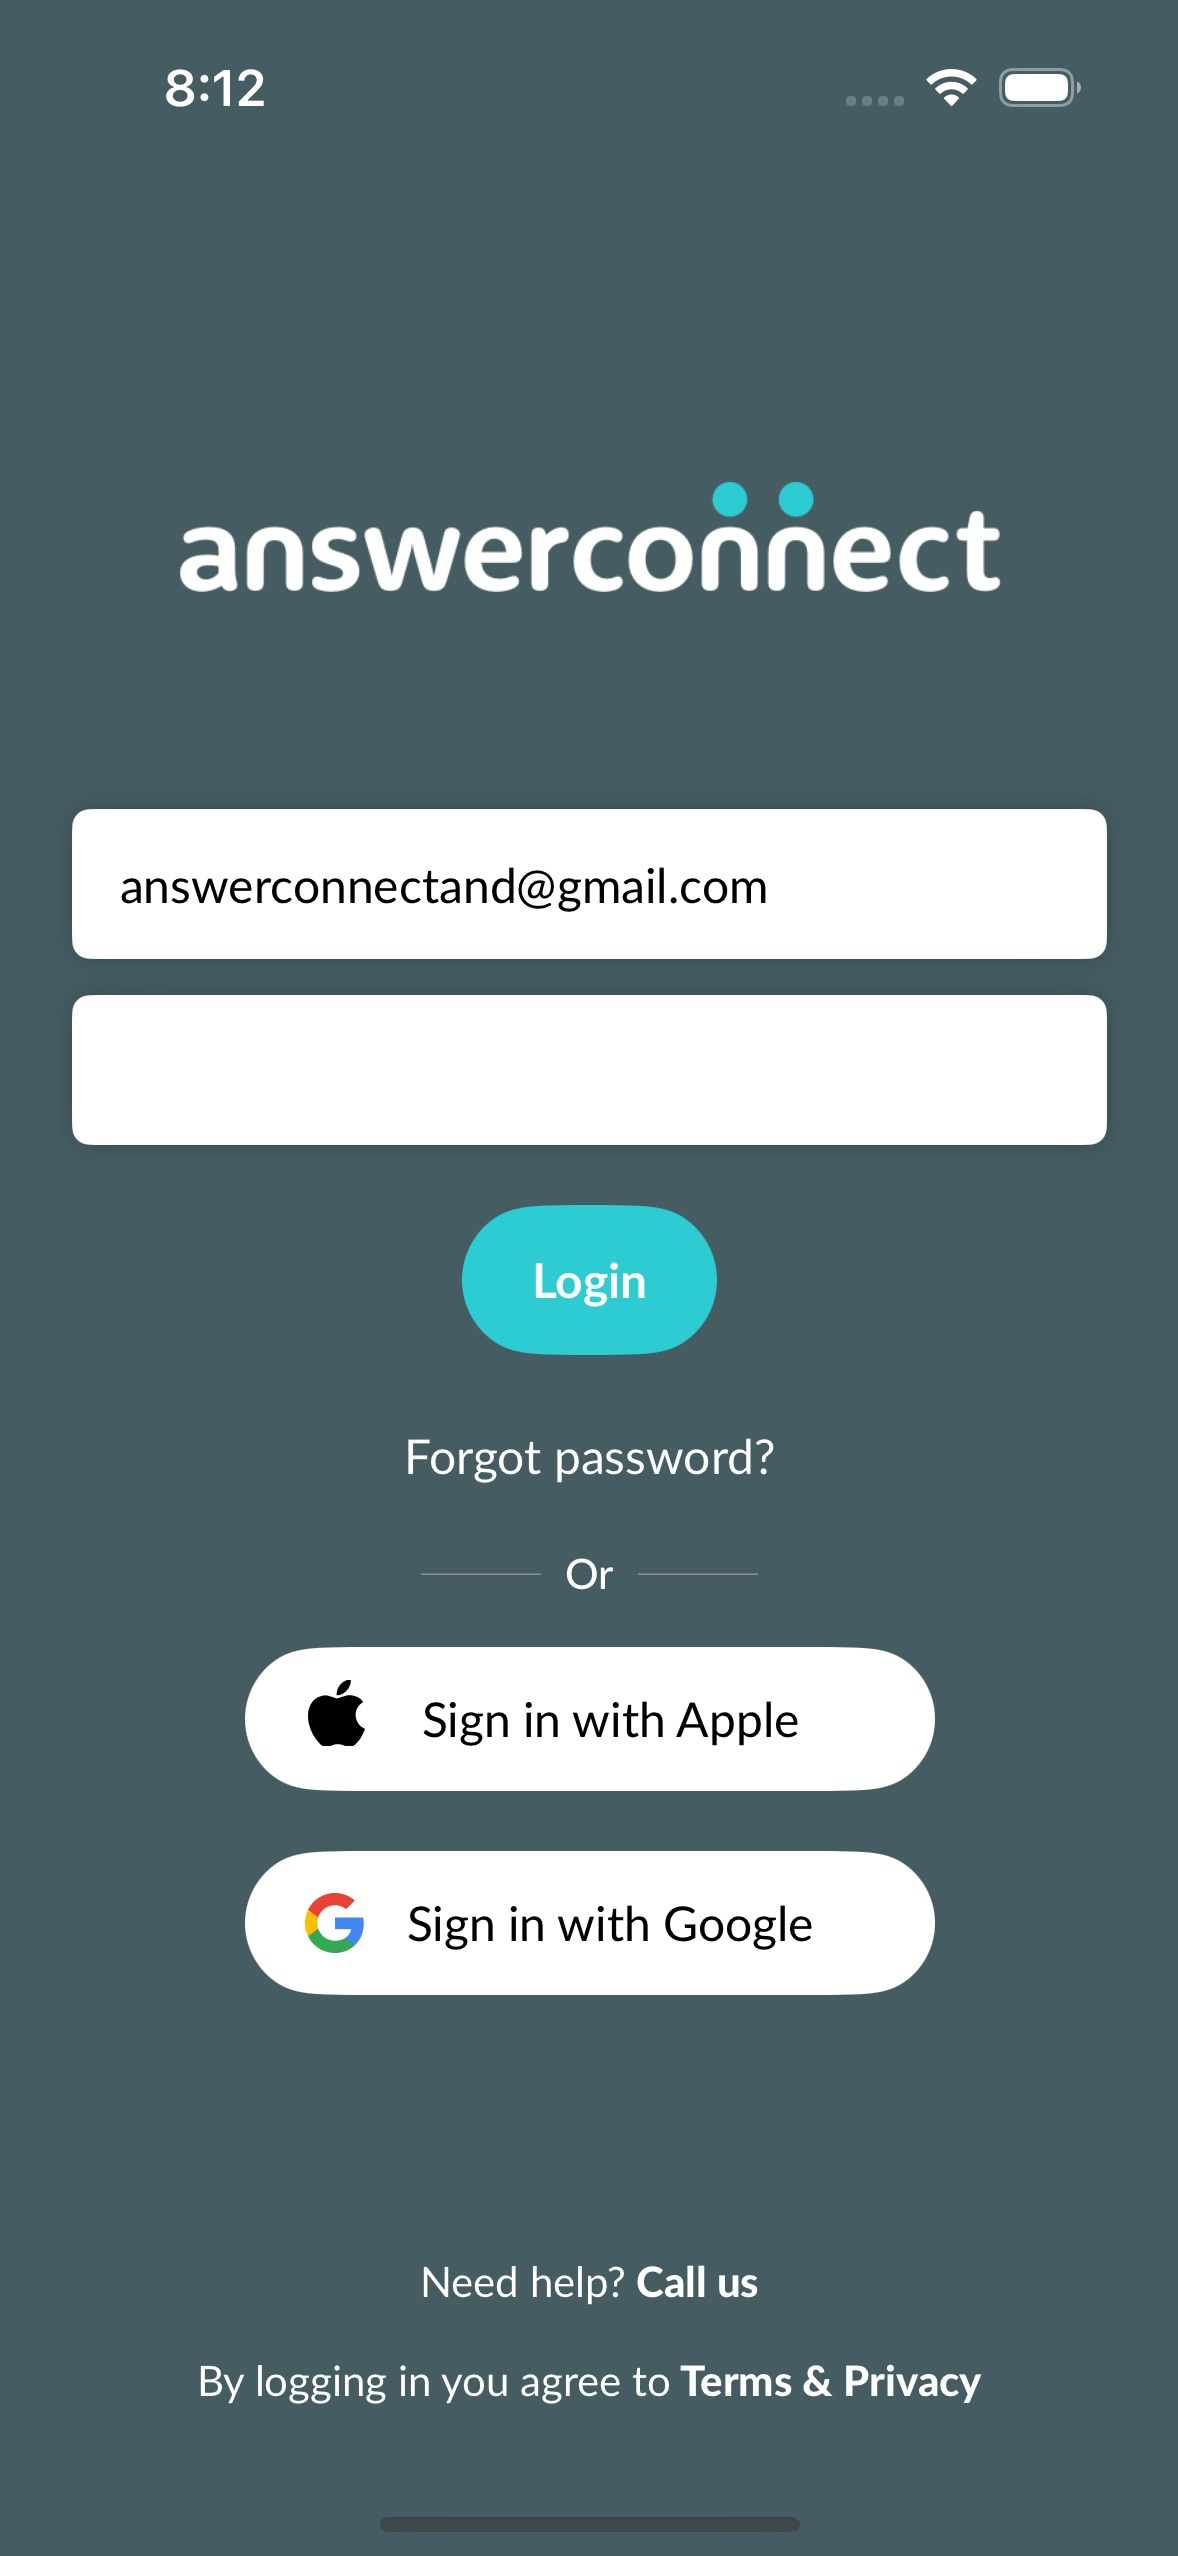 8:12
answerconnect
answerconnectand@gmail.com
Login
Forgot password?
Or
Sign in with Apple
Sign in with Google
Need help? Call us
By logging in you agree to Terms & Privacy